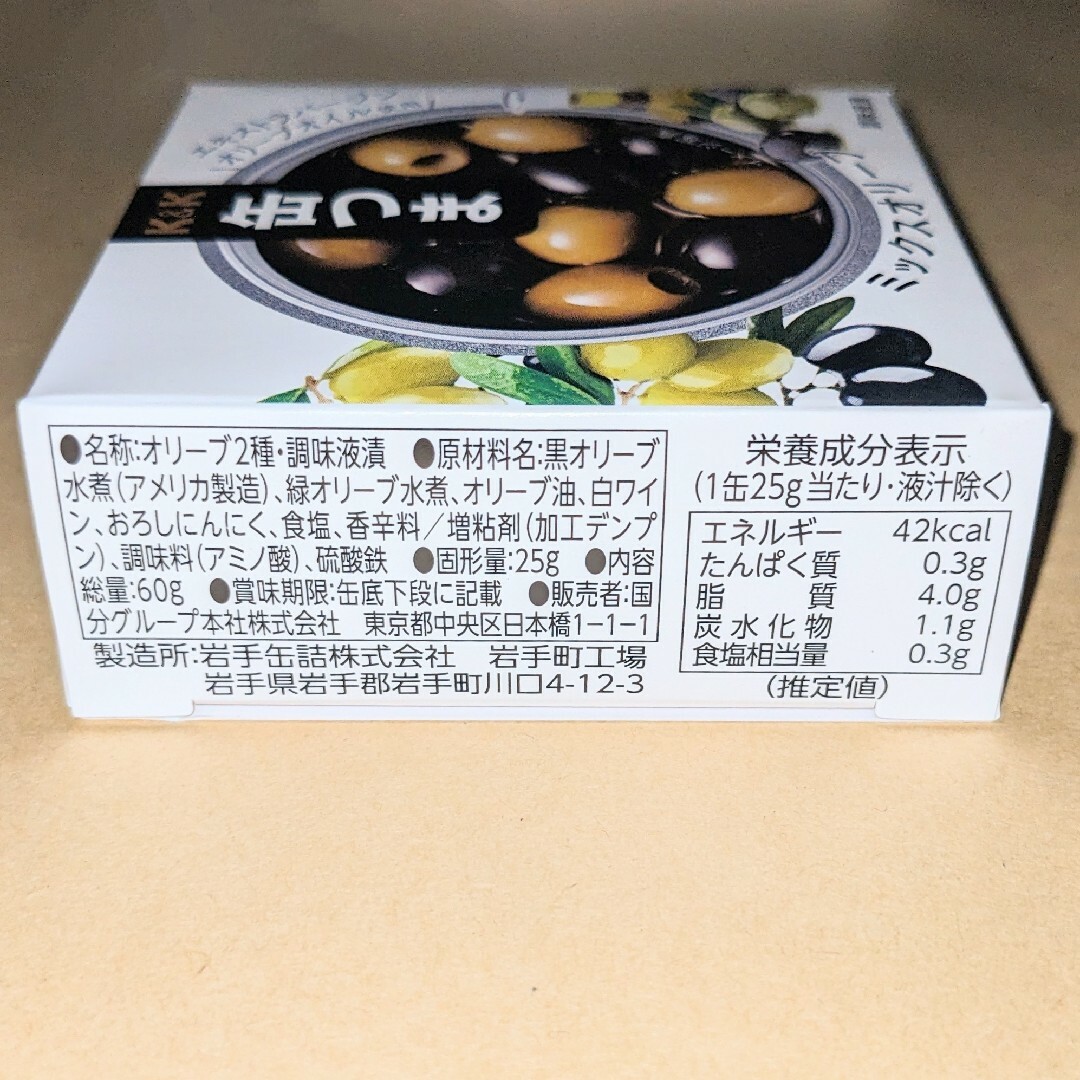 K&K
缶つま
ミックスオリーブ
●名称:オリーブ2種・調味液漬 ●原材料名:黒オリーブ
水煮(アメリカ製造)、緑オリーブ水煮、オリーブ油、白ワイ
ン、おろしにんにく、食塩、香辛料/増粘剤(加工デンプ
ン)、調味料(アミノ酸)、硫酸鉄 ●固形量:25g ●内容
総量:60g ●賞味期限:缶底下段に記載 ●販売者:国
分グループ本社株式会社 東京都中央区日本橋1-1-1
製造所:岩手缶詰株式会社 岩手町工場
岩手県岩手郡岩手町川口4-12-3
栄養成分表示
(1缶25g当たり・液汁除く)
エネルギー 42kcal
たんぱく質 0.3g
脂質 4.0g
炭水化物 1.1g
食塩相当量 0.3g
(推定値)